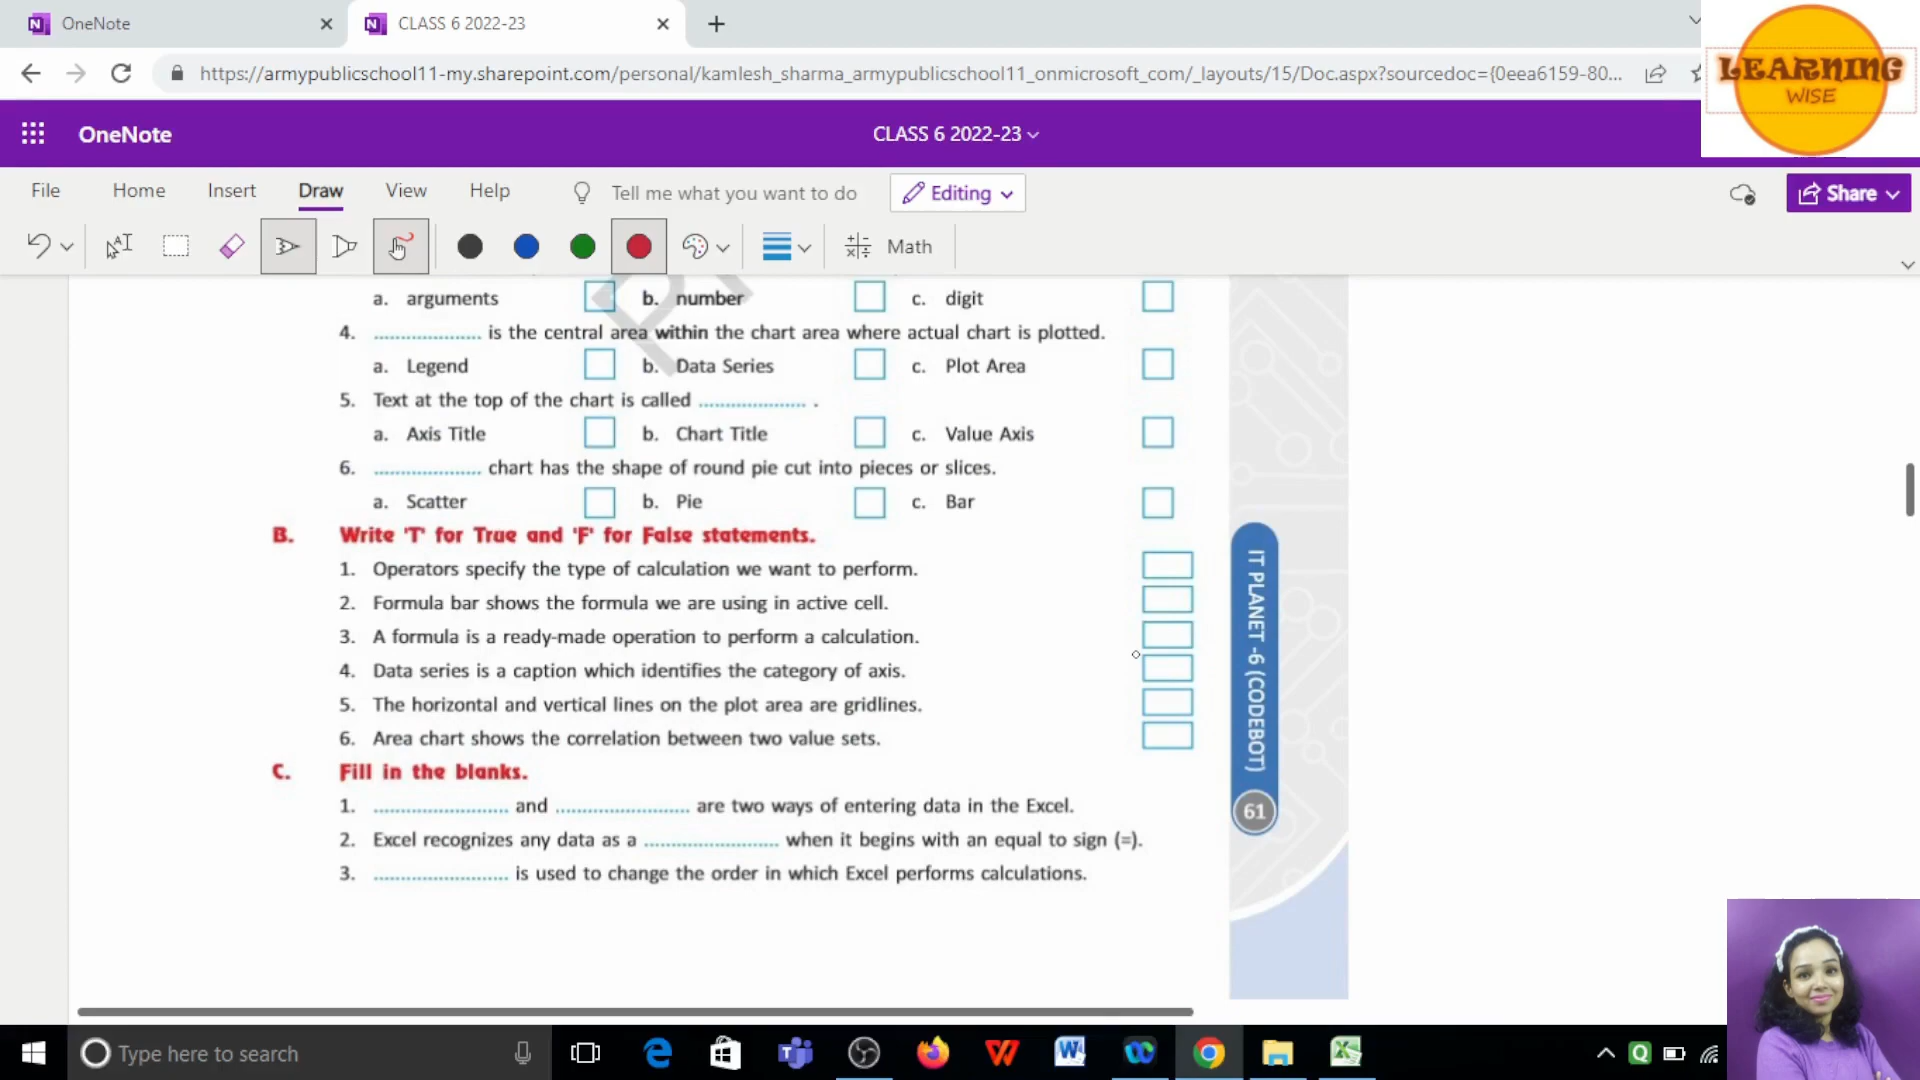 OneNote
CLASS 6 2022-23
LEARNING
WISE
https://armypublicschool11-my.sharepoint.com/personal/kamlesh_sharma_armypublicschool11_onmicrosoft_com/_layouts/15/Doc.aspx?sourcedoc={0eea6159-80...
OneNote
CLASS 6 2022-23
File Home Insert Draw View Help Tell me what you want to do Editing Share
Math
a. arguments b. number c. digit
4. .................... is the central area within the chart area where actual chart is plotted.
a. Legend b. Data Series c. Plot Area
5. Text at the top of the chart is called .................... .
a. Axis Title b. Chart Title c. Value Axis
6. .................... chart has the shape of round pie cut into pieces or slices.
a. Scatter b. Pie c. Bar
B. Write 'T' for True and 'F' for False statements.
1. Operators specify the type of calculation we want to perform.
2. Formula bar shows the formula we are using in active cell.
3. A formula is a ready-made operation to perform a calculation.
4. Data series is a caption which identifies the category of axis.
5. The horizontal and vertical lines on the plot area are gridlines.
6. Area chart shows the correlation between two value sets.
C. Fill in the blanks.
1. ......................... and ......................... are two ways of entering data in the Excel.
2. Excel recognizes any data as a ......................... when it begins with an equal to sign (=).
3. ......................... is used to change the order in which Excel performs calculations.
IT PLANET -6 (CODEBOT)
61
Type here to search